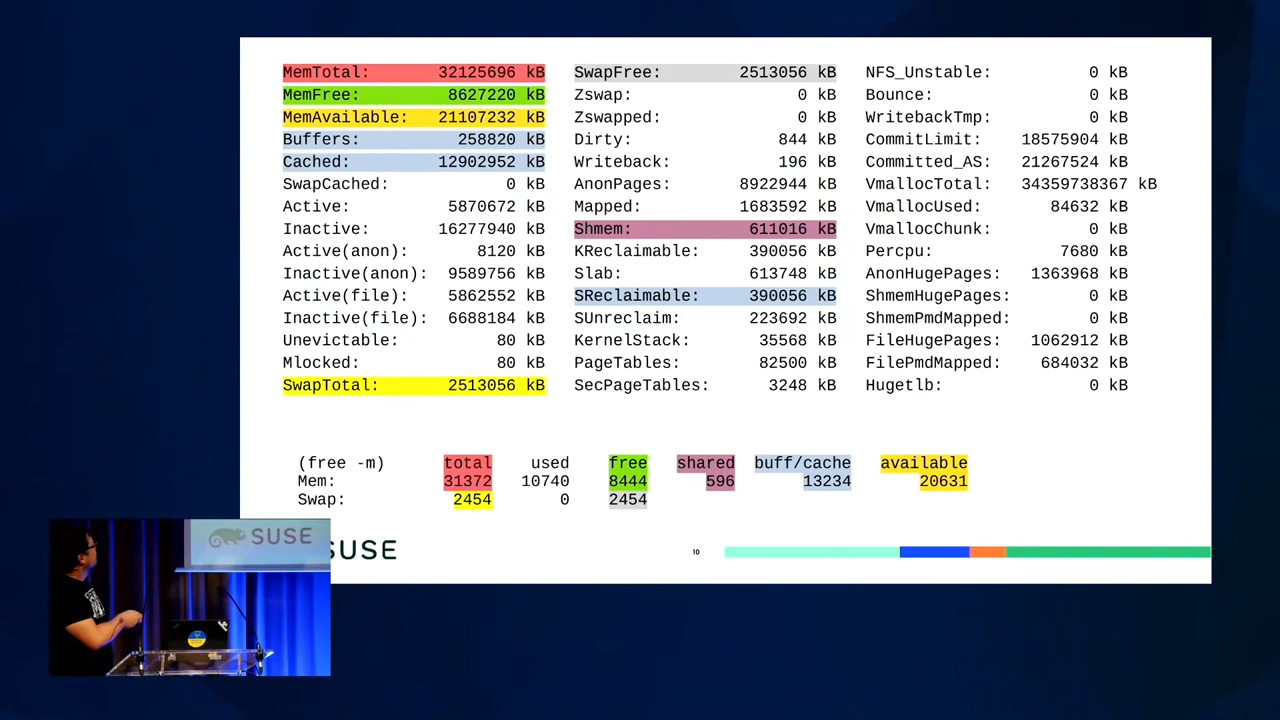 MemTotal: 32125696 kB
MemFree: 8627220 kB
MemAvailable: 21107232 kB
Buffers: 258820 kB
Cached: 12902952 kB
SwapCached: 0 kB
Active: 5870672 kB
Inactive: 16277940 kB
Active(anon): 8120 kB
Inactive(anon): 9589756 kB
Active(file): 5862552 kB
Inactive(file): 6688184 kB
Unevictable: 80 kB
Mlocked: 80 kB
SwapTotal: 2513056 kB
SwapFree: 2513056 kB
Zswap: 0 kB
Zswapped: 0 kB
Dirty: 844 kB
Writeback: 196 kB
AnonPages: 8922944 kB
Mapped: 1683592 kB
Shmem: 611016 kB
KReclaimable: 390056 kB
Slab: 613748 kB
SReclaimable: 390056 kB
SUnreclaim: 223692 kB
KernelStack: 35568 kB
PageTables: 82500 kB
SecPageTables: 3248 kB
NFS_Unstable: 0 kB
Bounce: 0 kB
WritebackTmp: 0 kB
CommitLimit: 18575904 kB
Committed_AS: 21267524 kB
VmallocTotal: 34359738367 kB
VmallocUsed: 84632 kB
VmallocChunk: 0 kB
Percpu: 7680 kB
AnonHugePages: 1363968 kB
ShmemHugePages: 0 kB
ShmemPmdMapped: 0 kB
FileHugePages: 1062912 kB
FilePmdMapped: 684032 kB
Hugetlb: 0 kB
(free -m) total used free shared buff/cache available
Mem: 31372 10740 8444 596 13234 20631
Swap: 2454 0 2454
SUSE
10
SUSE